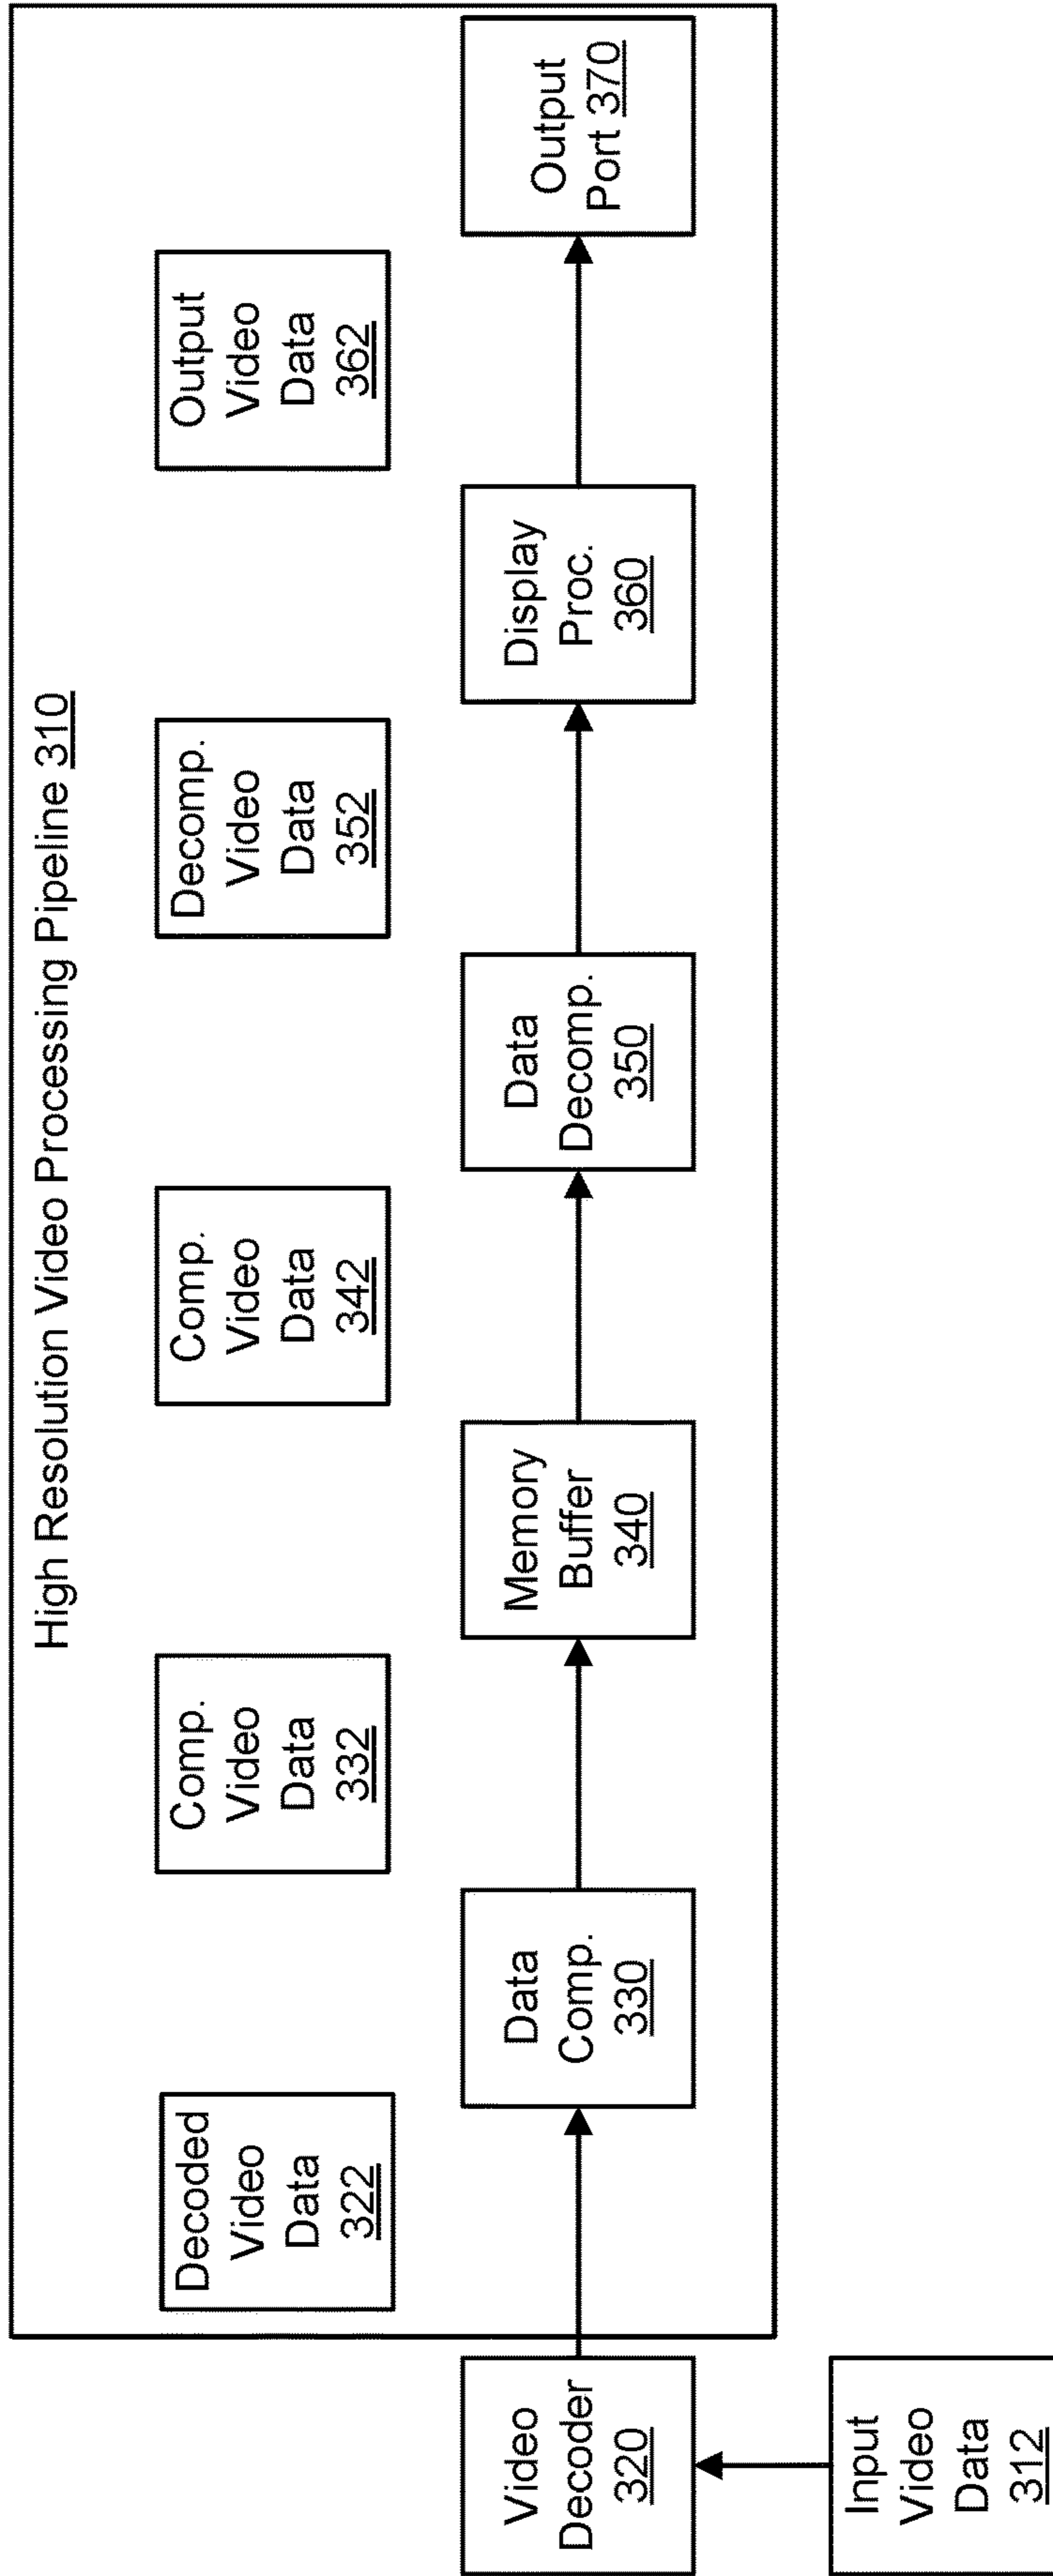 High Resolution Video Processing Pipeline 310
Decoded
Video
Data
322
Comp.
Video
Data
332
Comp.
Video
Data
342
Decomp.
Video
Data
352
Output
Video
Data
362
Video
Decoder
320
Data
Comp.
330
Memory
Buffer
340
Data
Decomp.
350
Display
Proc.
360
Output
Port 370
Input
Video
Data
312